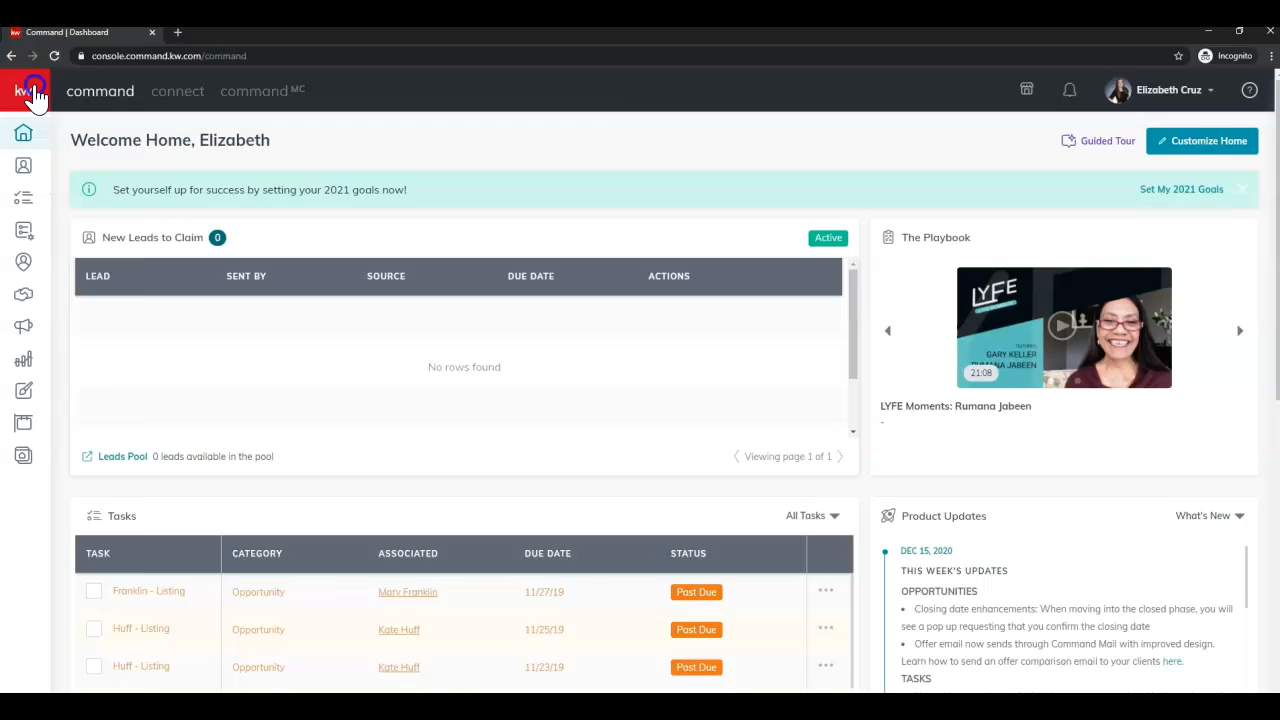 Command | Dashboard
console.command.kw.com/command
Incognito
kw
command connect command MC
Elizabeth Cruz
Welcome Home, Elizabeth
Guided Tour
Customize Home
Set yourself up for success by setting your 2021 goals now!
Set My 2021 Goals
New Leads to Claim 0
Active
LEAD SENT BY SOURCE DUE DATE ACTIONS
No rows found
Leads Pool 0 leads available in the pool
Viewing page 1 of 1
The Playbook
LYFE
GARY KELLER
RUMANA JABEEN
21:08
LYFE Moments: Rumana Jabeen
-
Tasks
All Tasks
TASK CATEGORY ASSOCIATED DUE DATE STATUS
Franklin - Listing Opportunity Mary Franklin 11/27/19 Past Due
Huff - Listing Opportunity Kate Huff 11/25/19 Past Due
Huff - Listing Opportunity Kate Huff 11/23/19 Past Due
Product Updates
What's New
DEC 15, 2020
THIS WEEK'S UPDATES
OPPORTUNITIES
• Closing date enhancements: When moving into the closed phase, you will
see a pop up requesting that you confirm the closing date
• Offer email now sends through Command Mail with improved design.
Learn how to send an offer comparison email to your clients here.
TASKS